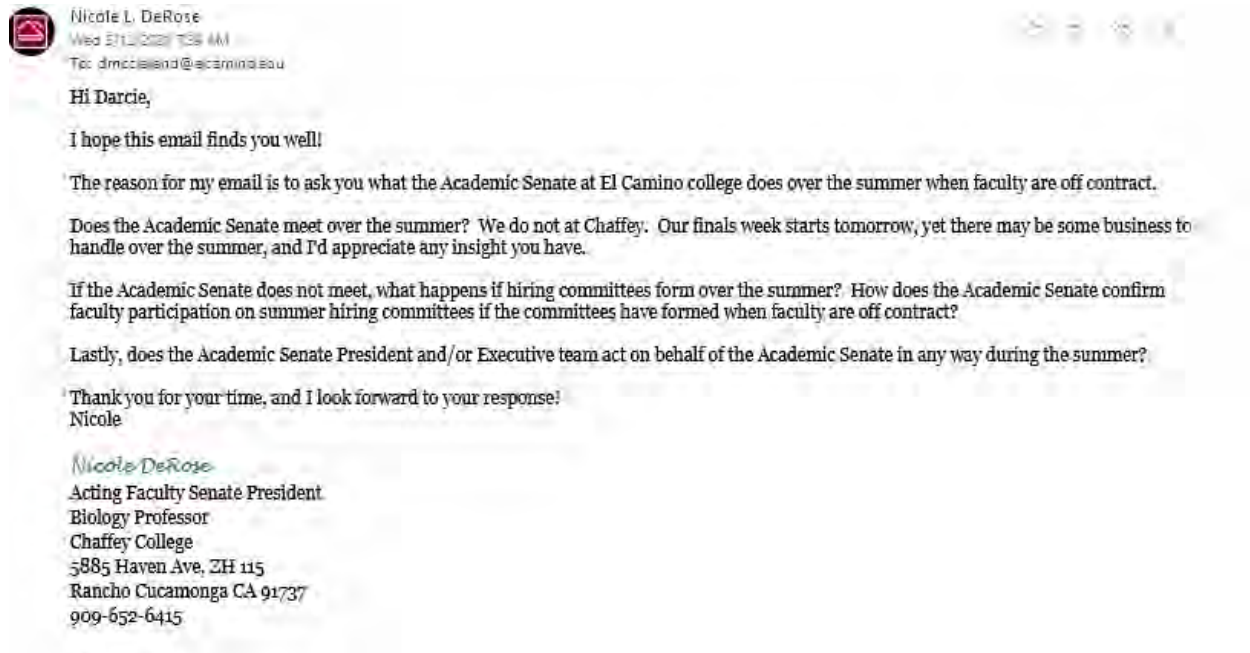 Nicole L. DeRose
Wed
To:
Hi Darcie,
I hope this email finds you well!
The reason for my email is to ask you what the Academic Senate at El Camino college does over the summer when faculty are off contract.
Does the Academic Senate meet over the summer? We do not at Chaffey. Our finals week starts tomorrow, yet there may be some business to
handle over the summer, and I'd appreciate any insight you have.
If the Academic Senate does not meet, what happens if hiring committees form over the summer? How does the Academic Senate confirm
faculty participation on summer hiring committees if the committees have formed when faculty are off contract?
Lastly, does the Academic Senate President and/or Executive team act on behalf of the Academic Senate in any way during the summer?
Thank you for your time, and I look forward to your response!
Nicole
Nicole DeRose
Acting Faculty Senate President
Biology Professor
Chaffey College
5885 Haven Ave, ZH 115
Rancho Cucamonga CA 91737
909-652-6415